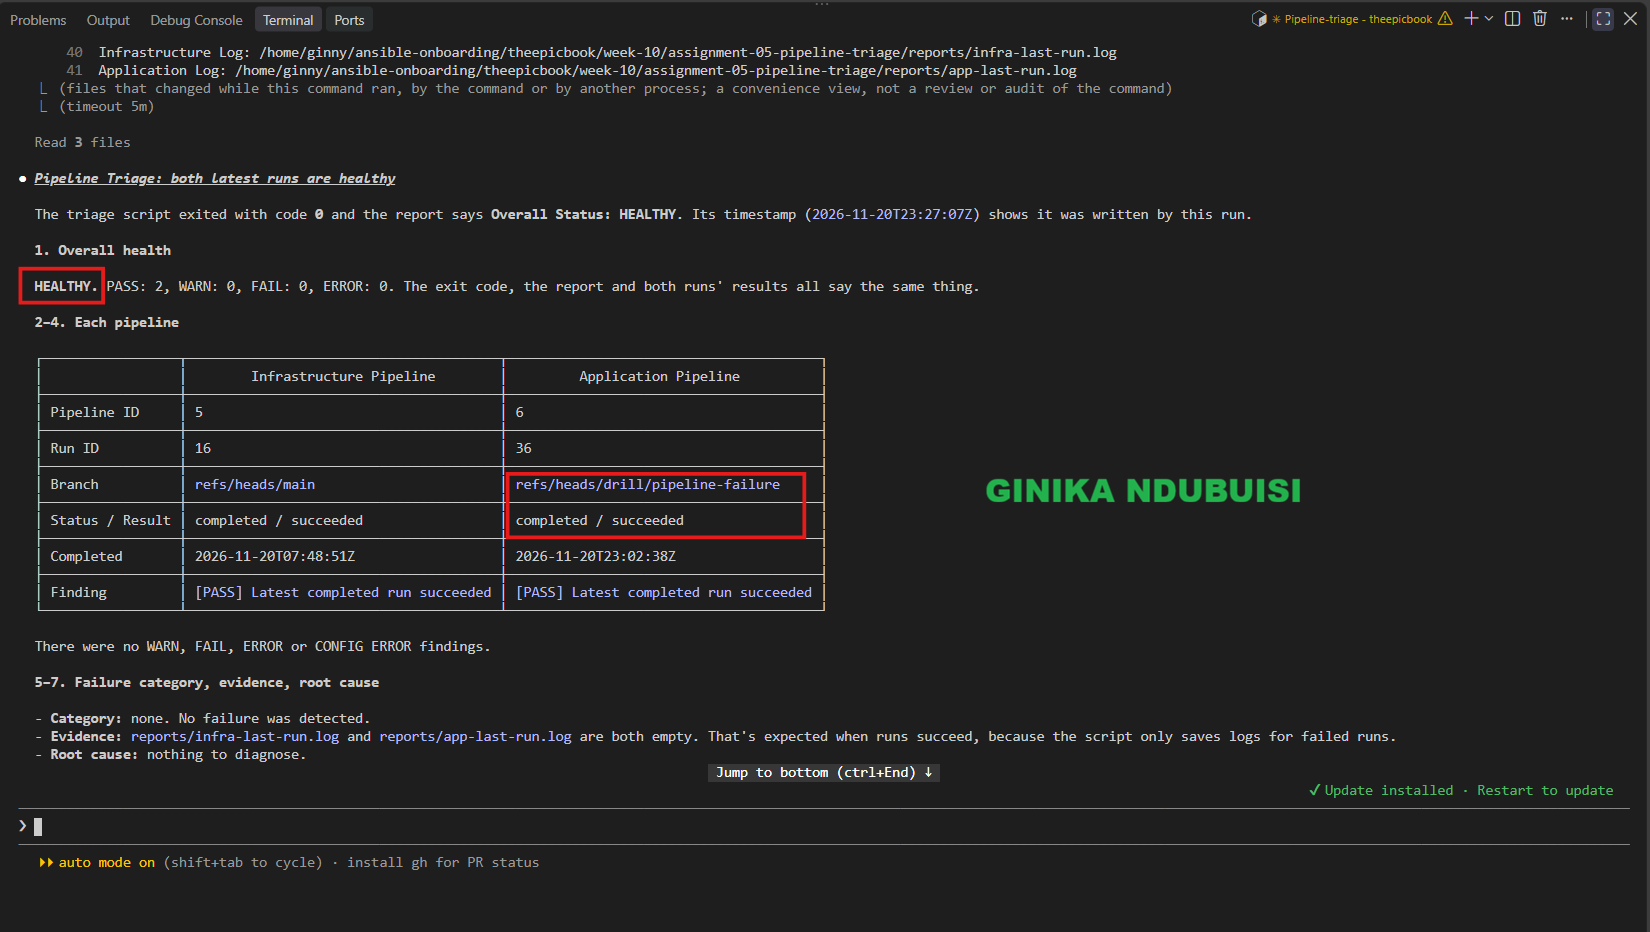 Problems Output Debug Console Terminal Ports Pipeline-triage - theepicbook
40 Infrastructure Log: /home/ginny/ansible-onboarding/theepicbook/week-10/assignment-05-pipeline-triage/reports/infra-last-run.log
41 Application Log: /home/ginny/ansible-onboarding/theepicbook/week-10/assignment-05-pipeline-triage/reports/app-last-run.log
(files that changed while this command ran, by the command or by another process; a convenience view, not a review or audit of the command)
(timeout 5m)
Read 3 files
● Pipeline Triage: both latest runs are healthy
The triage script exited with code 0 and the report says Overall Status: HEALTHY. Its timestamp (2026-11-20T23:27:07Z) shows it was written by this run.
1. Overall health
HEALTHY. PASS: 2, WARN: 0, FAIL: 0, ERROR: 0. The exit code, the report and both runs' results all say the same thing.
2–4. Each pipeline
Infrastructure Pipeline Application Pipeline
Pipeline ID 5 6
Run ID 16 36
Branch refs/heads/main refs/heads/drill/pipeline-failure
Status / Result completed / succeeded completed / succeeded
Completed 2026-11-20T07:48:51Z 2026-11-20T23:02:38Z
Finding [PASS] Latest completed run succeeded [PASS] Latest completed run succeeded
GINIKA NDUBUISI
There were no WARN, FAIL, ERROR or CONFIG ERROR findings.
5–7. Failure category, evidence, root cause
- Category: none. No failure was detected.
- Evidence: reports/infra-last-run.log and reports/app-last-run.log are both empty. That's expected when runs succeed, because the script only saves logs for failed runs.
- Root cause: nothing to diagnose.
Jump to bottom (ctrl+End) ↓
✓ Update installed · Restart to update
❯
⏵⏵ auto mode on (shift+tab to cycle) · install gh for PR status